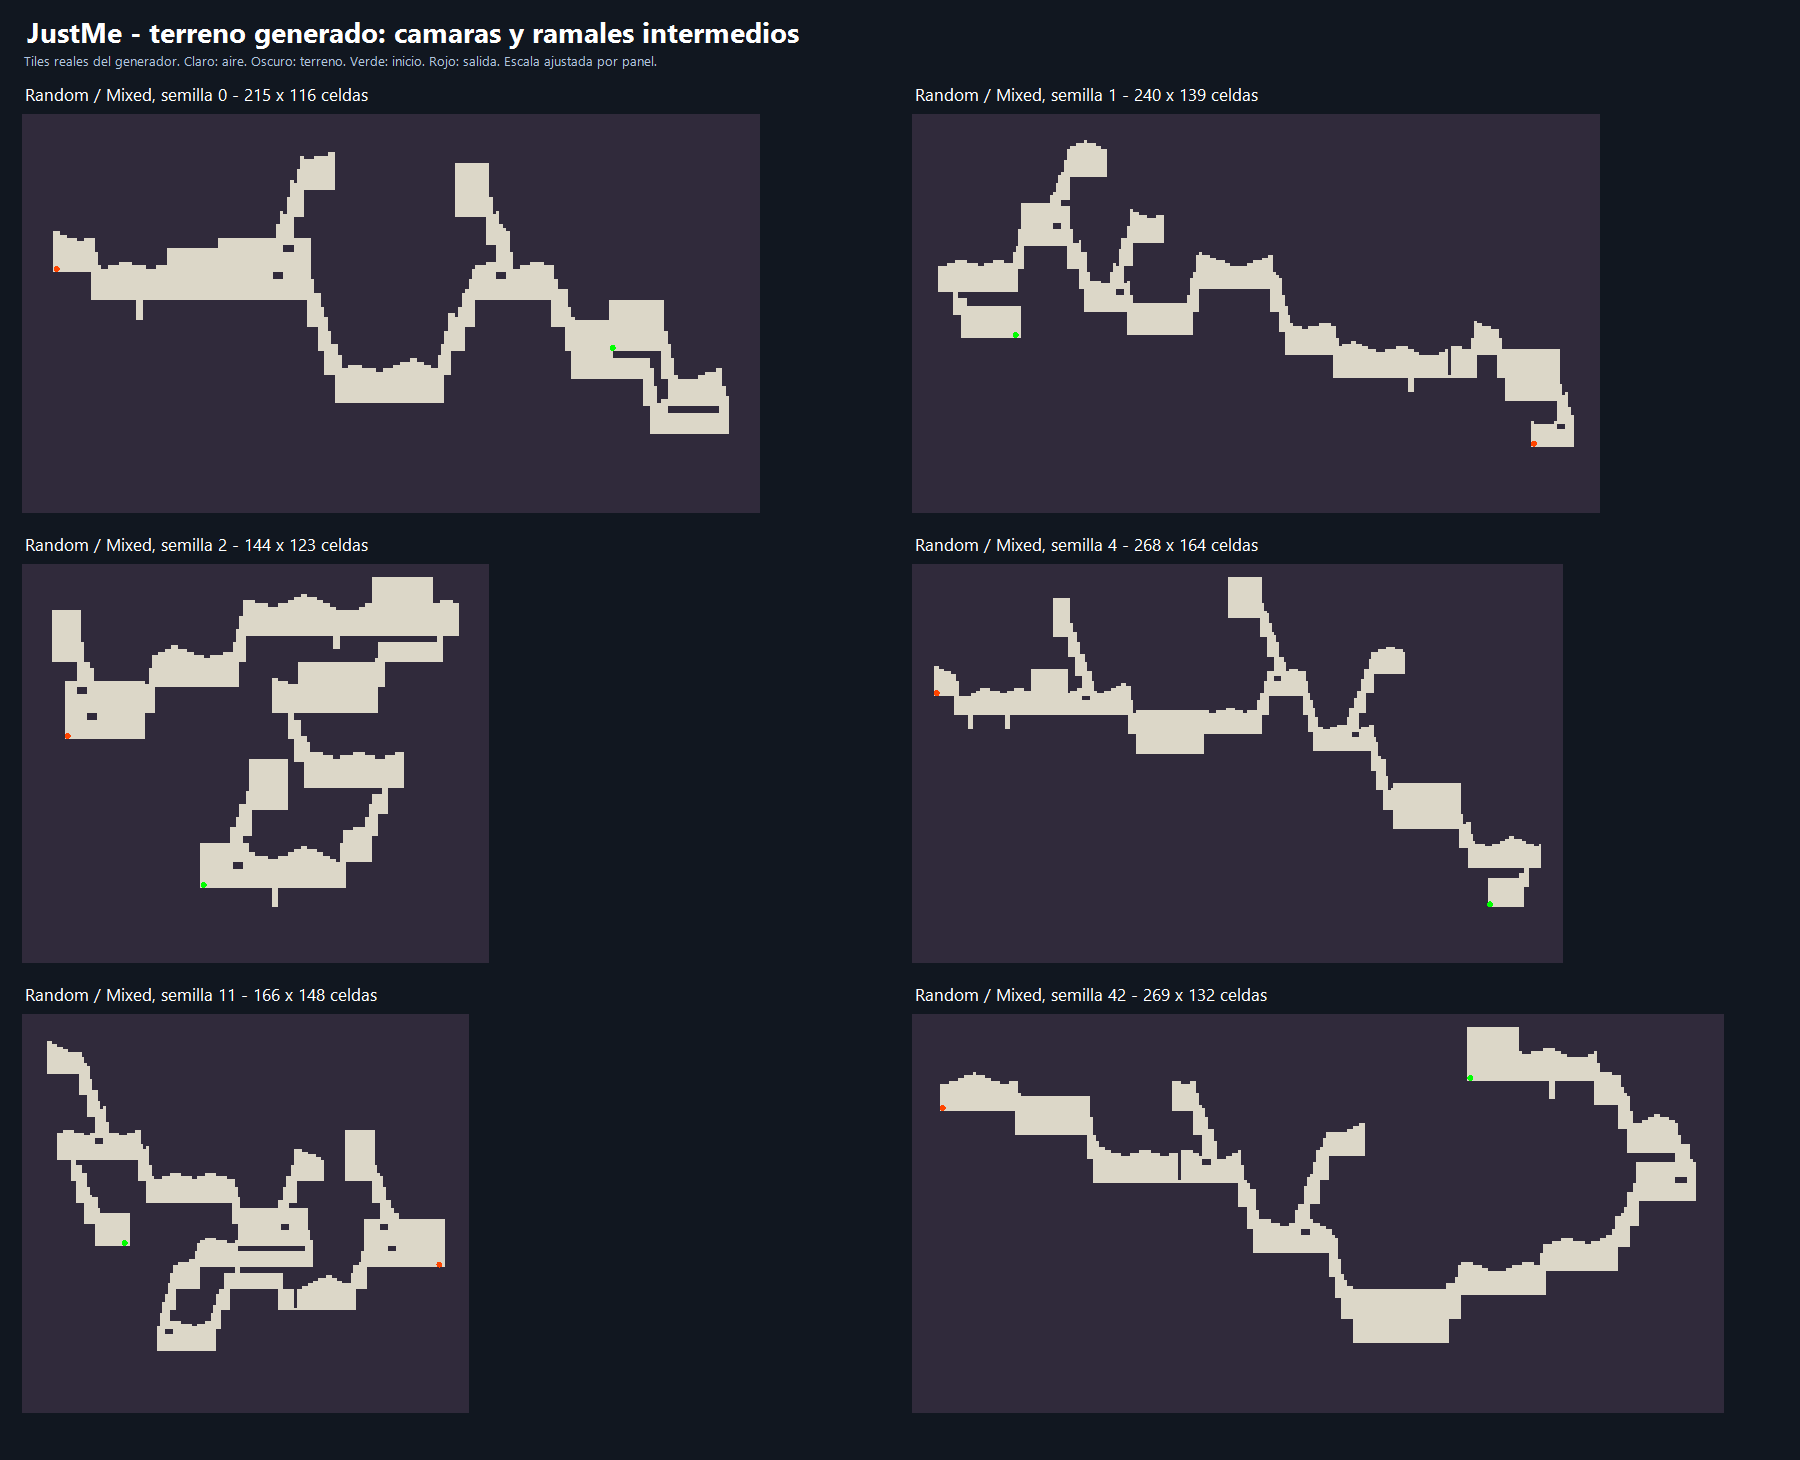 JustMe - terreno generado: camaras y ramales intermedios
Tiles reales del generador. Claro: aire. Oscuro: terreno. Verde: inicio. Rojo: salida. Escala ajustada por panel.
Random / Mixed, semilla 0 - 215 x 116 celdas
Random / Mixed, semilla 1 - 240 x 139 celdas
Random / Mixed, semilla 2 - 144 x 123 celdas
Random / Mixed, semilla 4 - 268 x 164 celdas
Random / Mixed, semilla 11 - 166 x 148 celdas
Random / Mixed, semilla 42 - 269 x 132 celdas